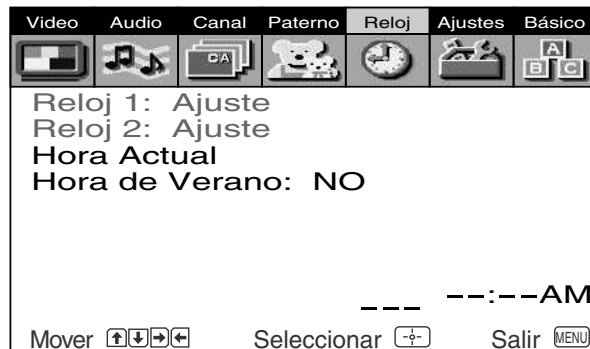 Video Audio Canal Paterno Reloj Ajustes Básico
CA A B C
Reloj 1: Ajuste
Reloj 2: Ajuste
Hora Actual
Hora de Verano: NO
_ _ _ --:--AM
Mover Seleccionar Salir MENU